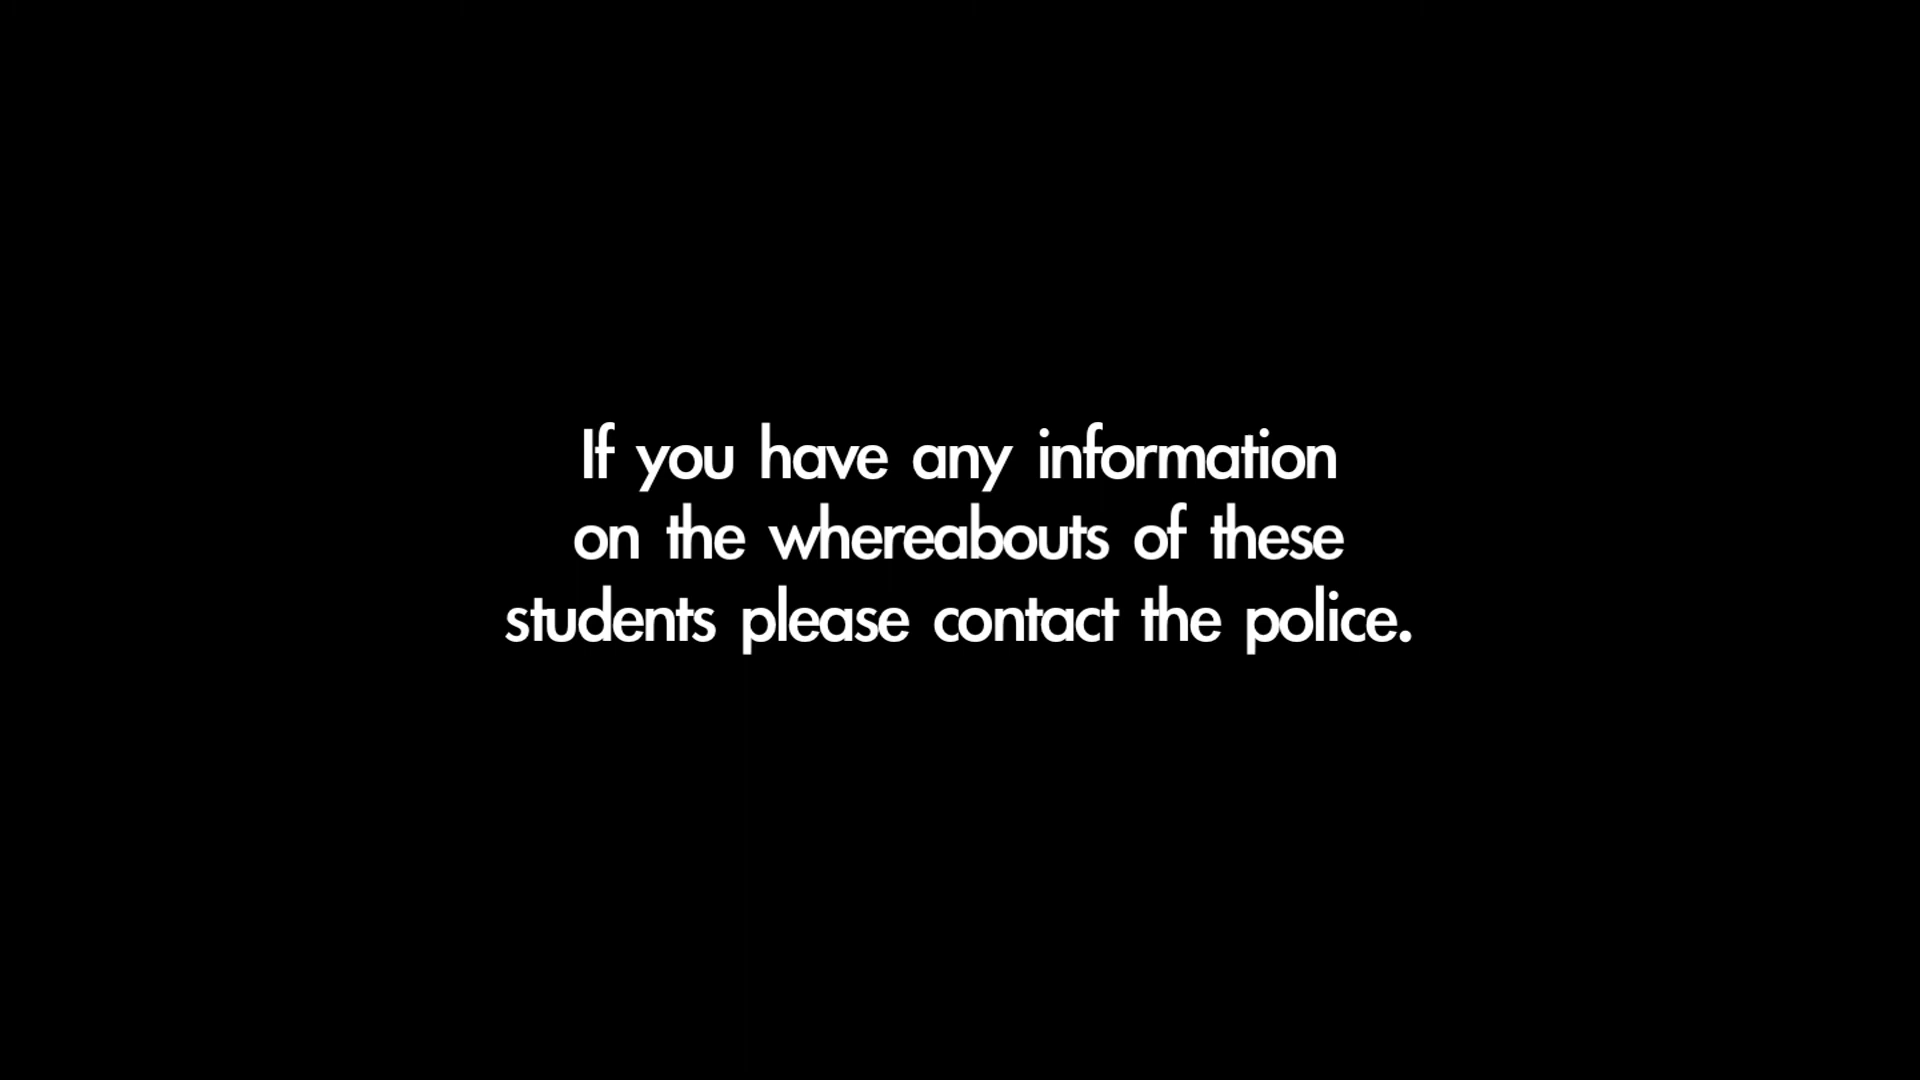 If you have any information
on the whereabouts of these
students please contact the police.